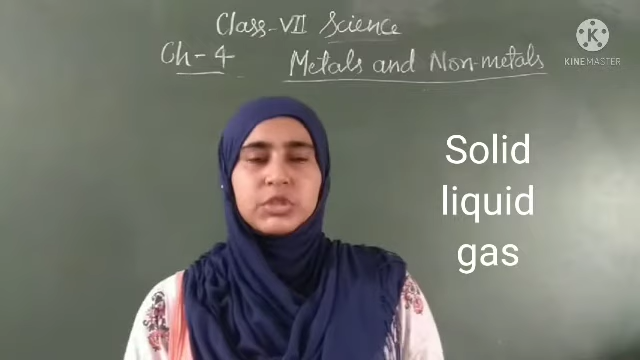 Class-VII Science
Ch-4 Metals and Non-metals
KINEMASTER
Solid
liquid
gas